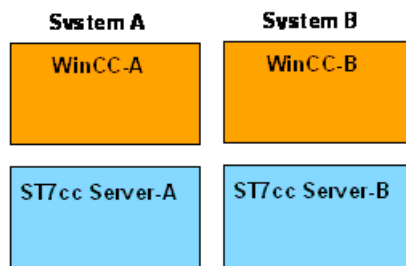 System A
System B
WinCC-A
WinCC-B
ST7cc Server-A
ST7cc Server-B